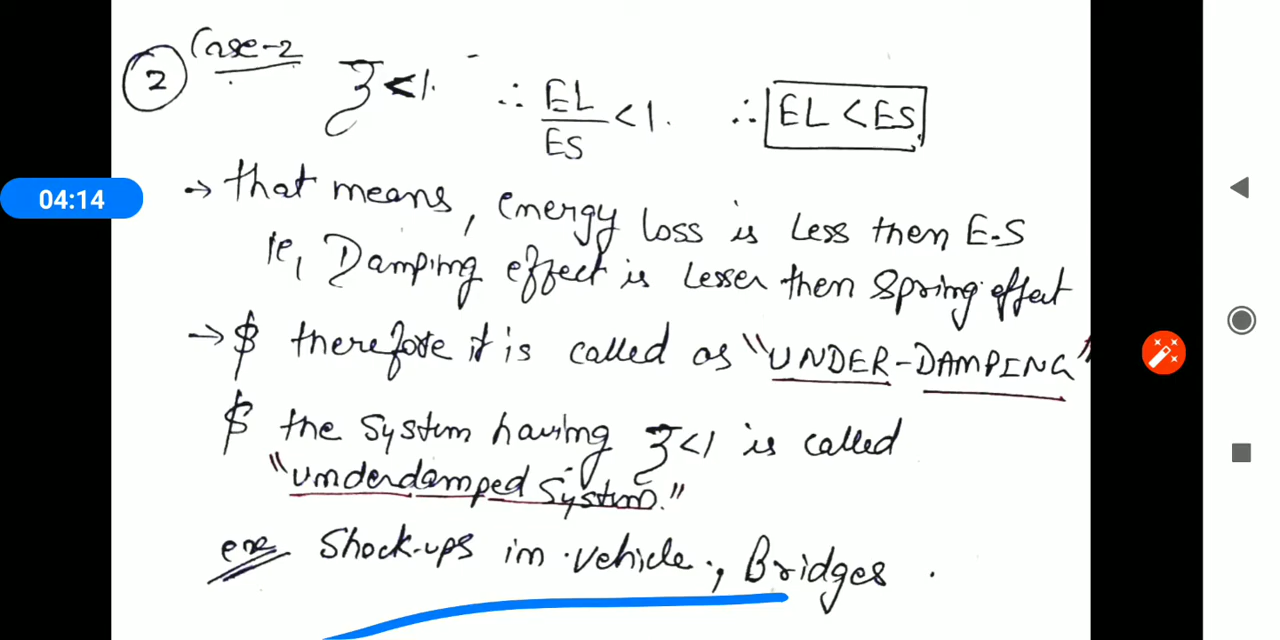 Case-2
② ξ < 1. ∴ EL/ES < 1. ∴ EL < ES.
04:14
→ that means, energy loss is less then E.S
ie, Damping effect is lesser then spring effect
→ $ therefore it is called as "UNDER-DAMPING"
$ the system having ξ < 1 is called
"underdamped system."
ex Shock-ups in vehicle, Bridges.